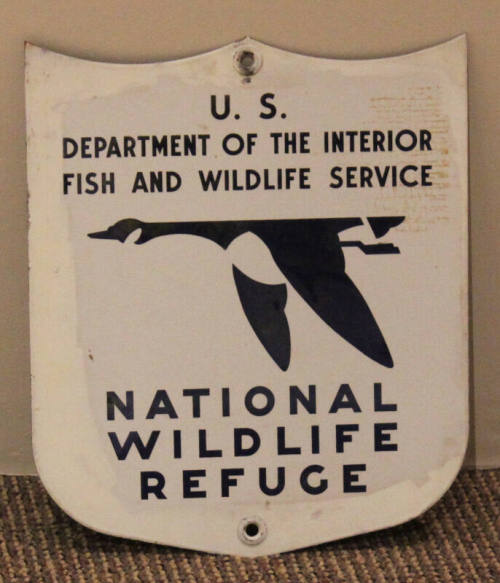 U. S.
DEPARTMENT OF THE INTERIOR
FISH AND WILDLIFE SERVICE
NATIONAL
WILDLIFE
REFUGE